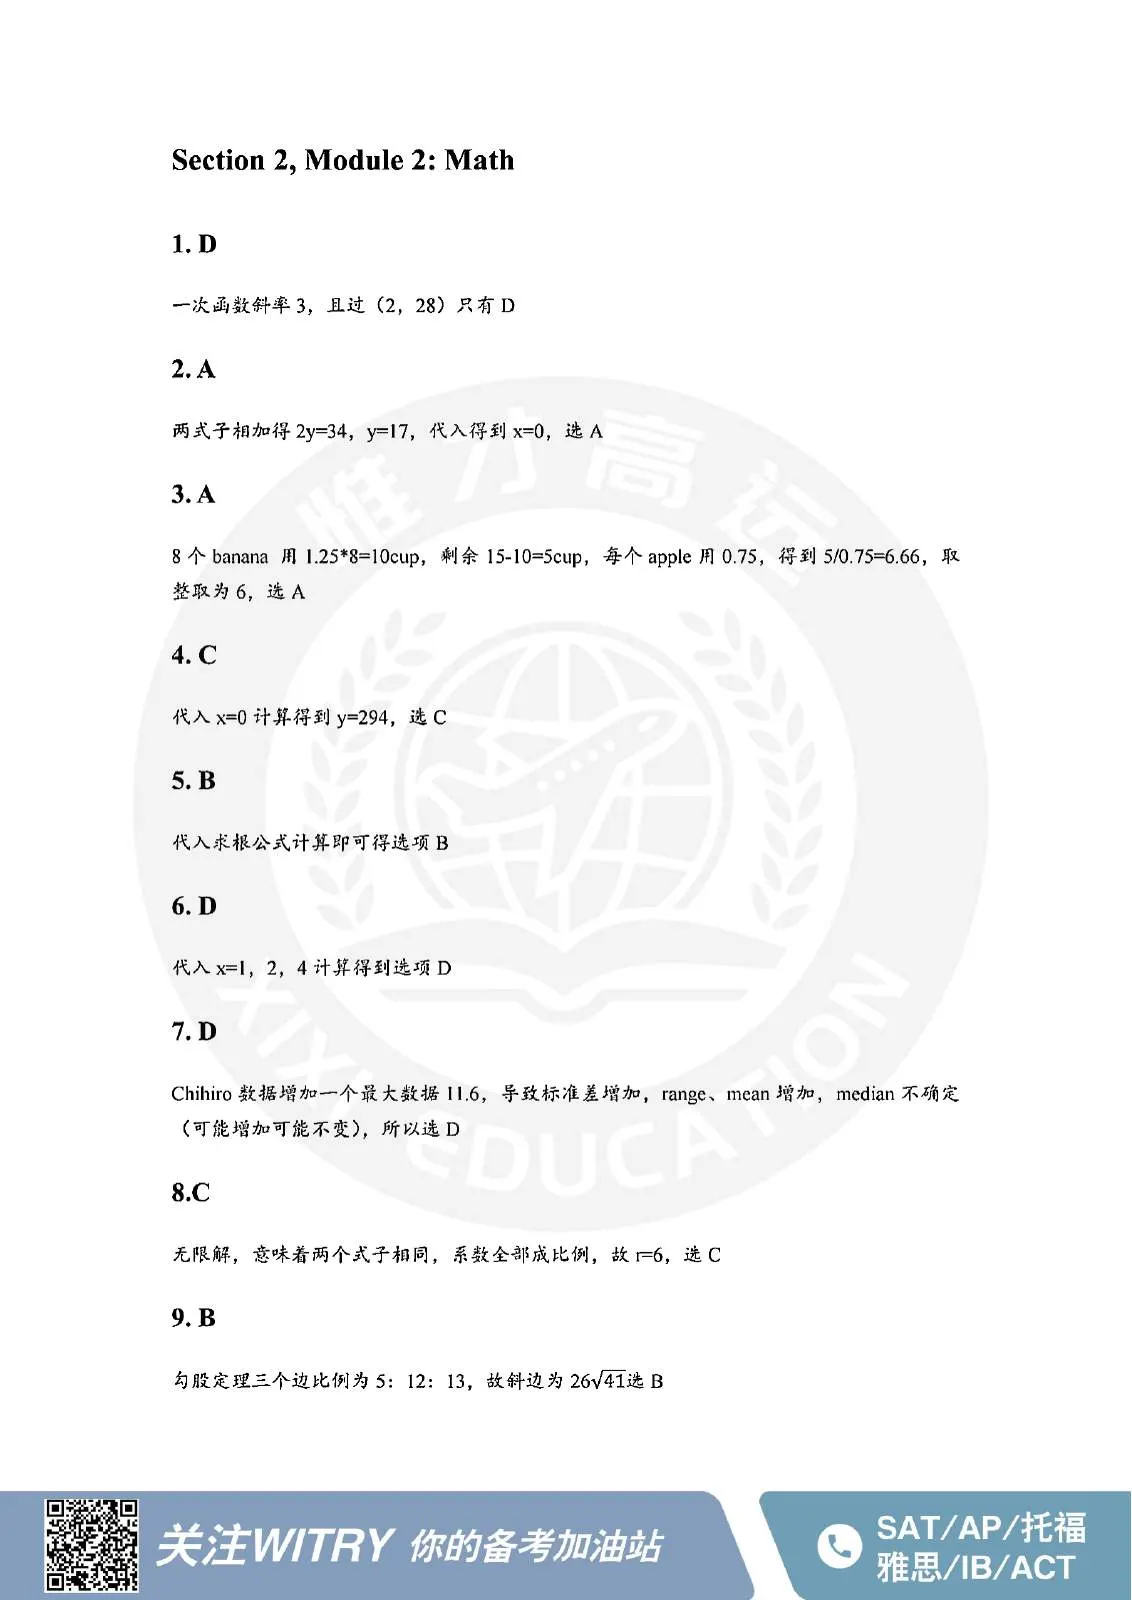 Section 2, Module 2: Math
1. D
一次函数斜率 3，且过（2，28）只有 D
2. A
两式子相加得 2y=34，y=17，代入得到 x=0，选 A
3. A
8 个 banana 用 1.25*8=10cup，剩余 15-10=5cup，每个 apple 用 0.75，得到 5/0.75=6.66，取
整取为 6，选 A
4. C
代入 x=0 计算得到 y=294，选 C
5. B
代入求根公式计算即可得选项 B
6. D
代入 x=1，2，4 计算得到选项 D
7. D
Chihiro 数据增加一个最大数据 11.6，导致标准差增加，range、mean 增加，median 不确定
（可能增加可能不变），所以选 D
8.C
无限解，意味着两个式子相同，系数全部成比例，故 r=6，选 C
9. B
勾股定理三个边比例为 5：12：13，故斜边为 26√41选 B
惟力高运
XIXI EDUCATION
关注WITRY 你的备考加油站
SAT/AP/托福
雅思/IB/ACT